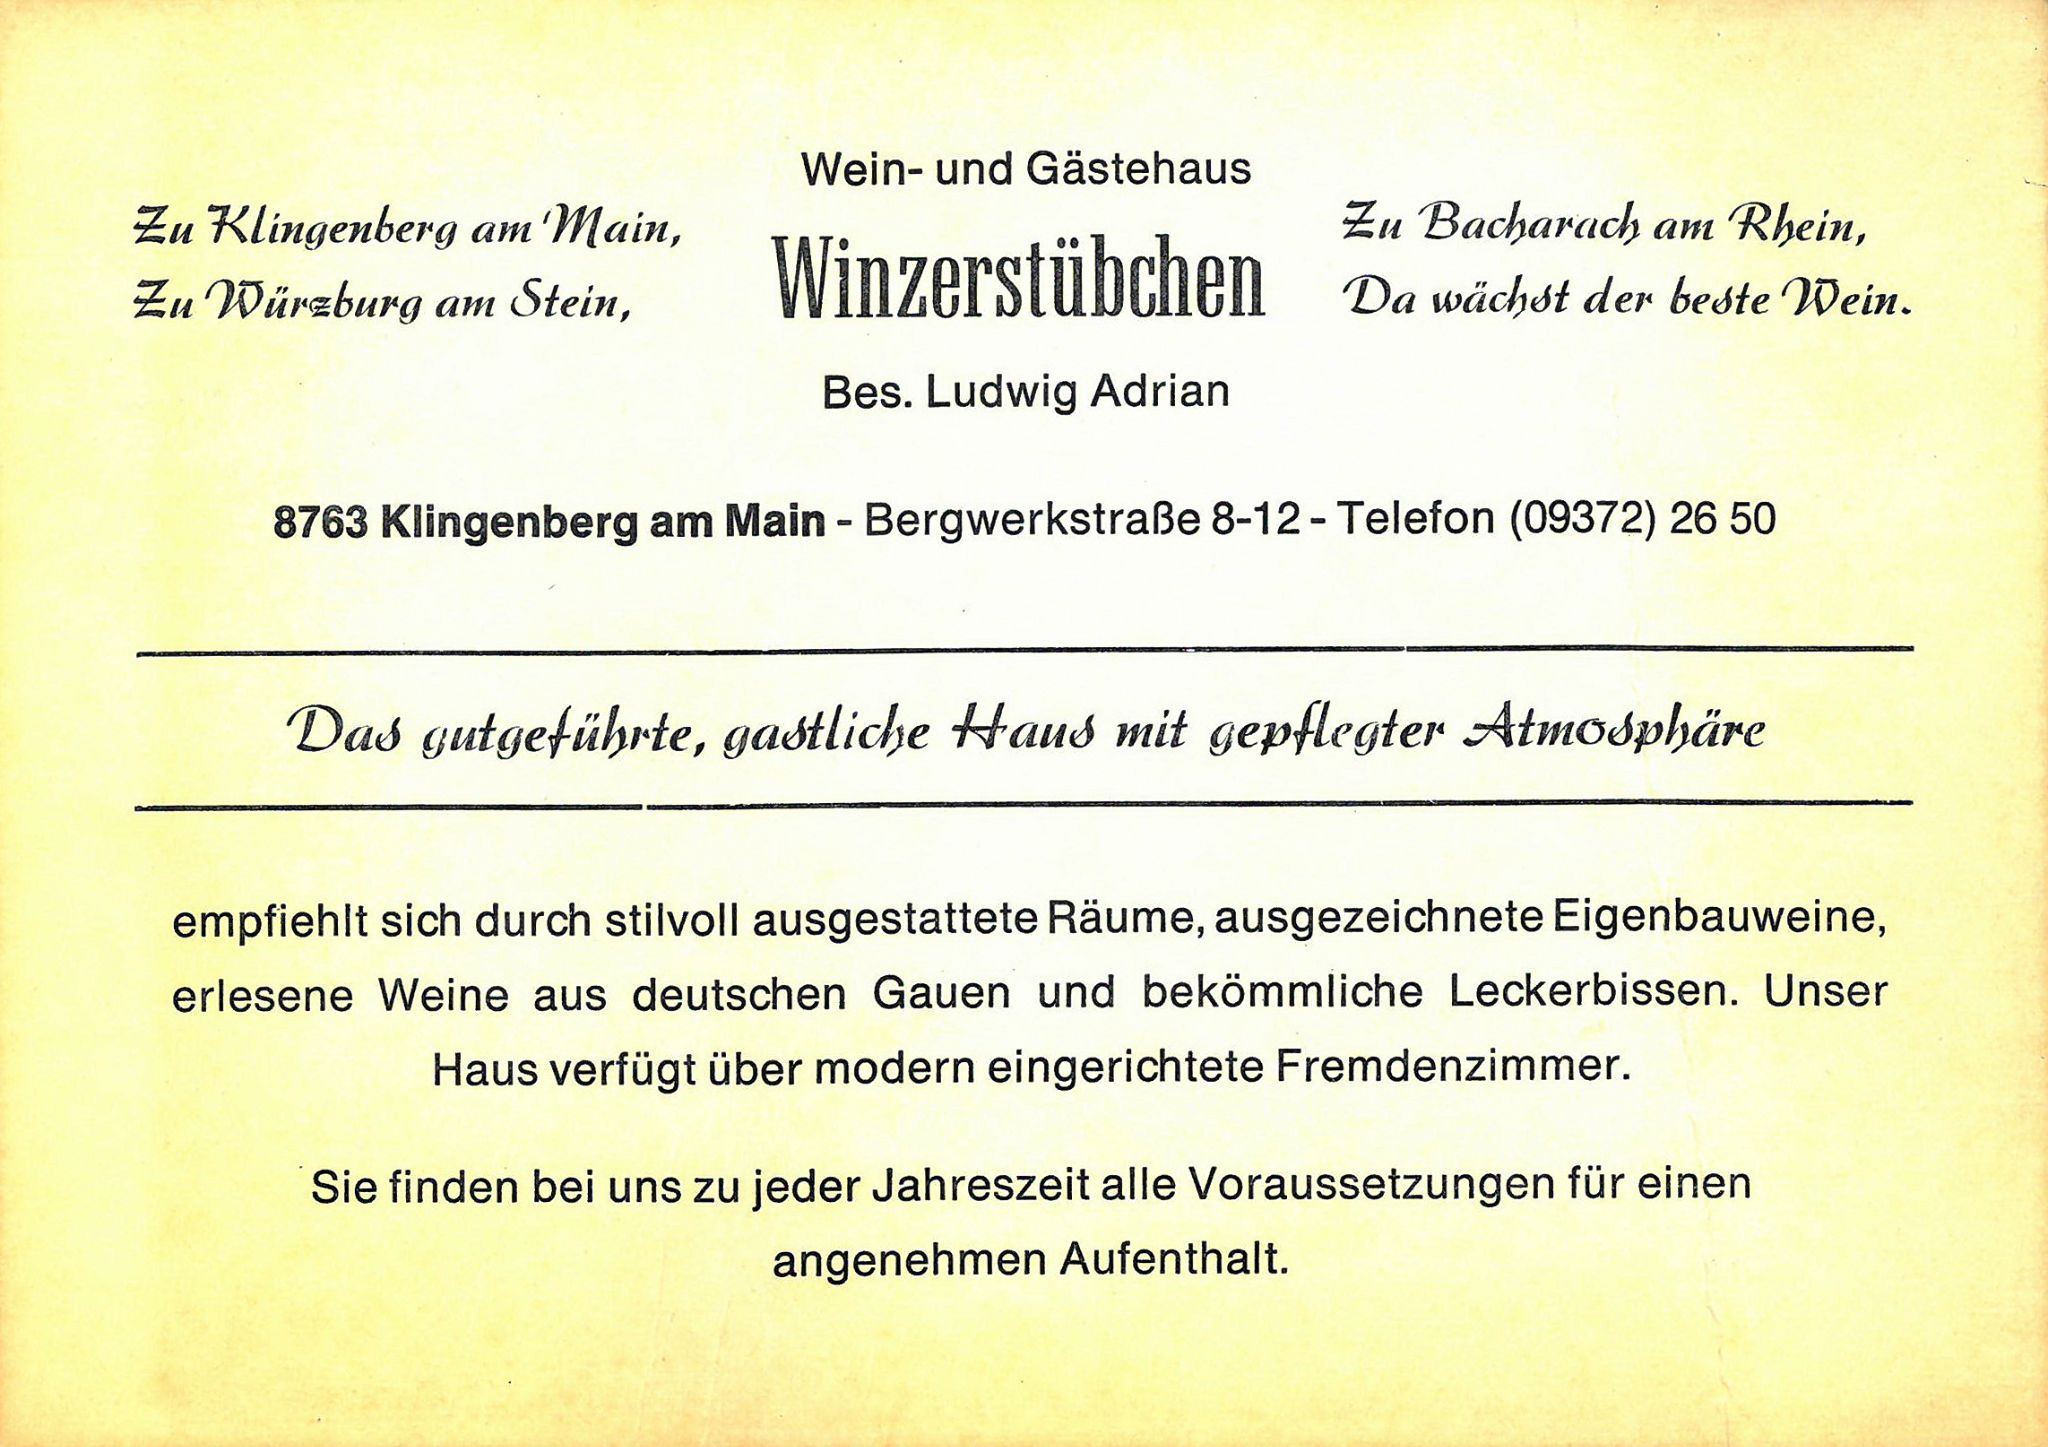 Wein- und Gästehaus
Zu Klingenberg am Main,
Zu Würzburg am Stein,
Winzerstübchen
Zu Bacharach am Rhein,
Da wächst der beste Wein.
Bes. Ludwig Adrian
8763 Klingenberg am Main - Bergwerkstraße 8-12 - Telefon (09372) 26 50
Das gutgeführte, gastliche Haus mit gepflegter Atmosphäre
empfiehlt sich durch stilvoll ausgestattete Räume, ausgezeichnete Eigenbauweine,
erlesene Weine aus deutschen Gauen und bekömmliche Leckerbissen. Unser
Haus verfügt über modern eingerichtete Fremdenzimmer.
Sie finden bei uns zu jeder Jahreszeit alle Voraussetzungen für einen
angenehmen Aufenthalt.